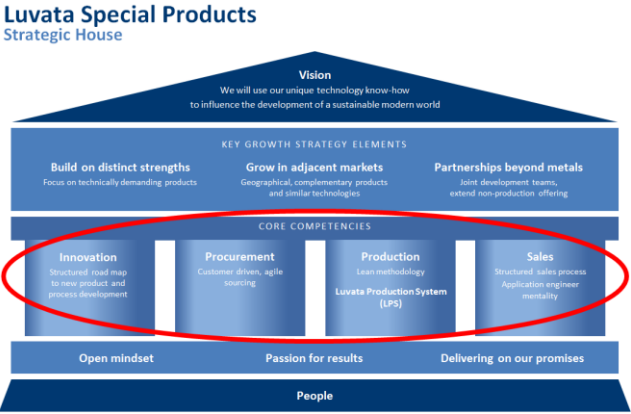 Luvata Special Products
Strategic House
Vision
We will use our unique technology know-how
to influence the development of a sustainable modern world
KEY GROWTH STRATEGY ELEMENTS
Build on distinct strengths
Focus on technically demanding products
Grow in adjacent markets
Geographical, complementary products
and similar technologies
Partnerships beyond metals
Joint development teams,
extend non-production offering
CORE COMPETENCIES
Innovation
Structured road map
to new product and
process development
Procurement
Customer driven, agile
sourcing
Production
Lean methodology
Luvata Production System
(LPS)
Sales
Structured sales process
Application engineer
mentality
Open mindset
Passion for results
Delivering on our promises
People